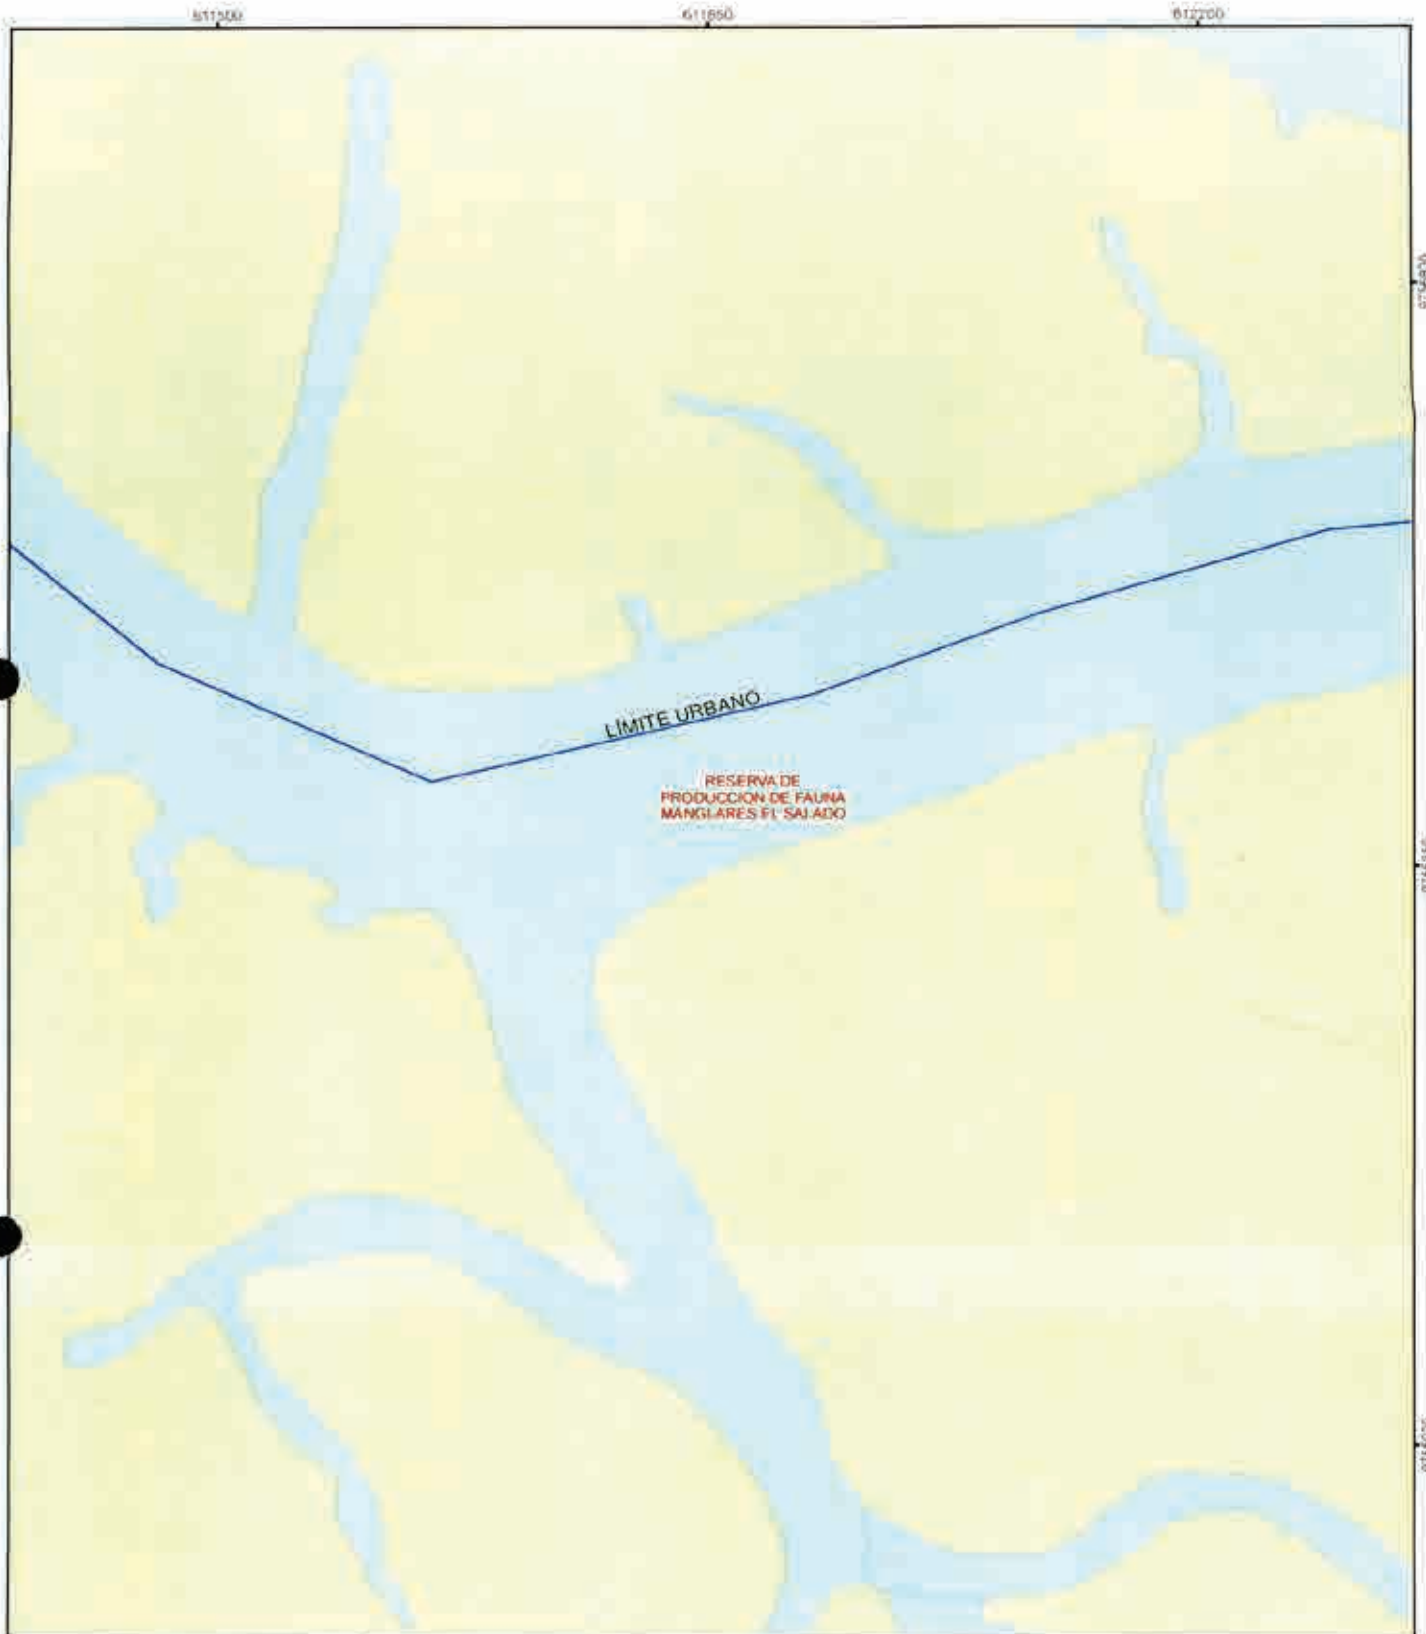 611500
611850
612200
LÍMITE URBANO
RESERVA DE
PRODUCCION DE FAUNA
MANGLARES EL SALADO